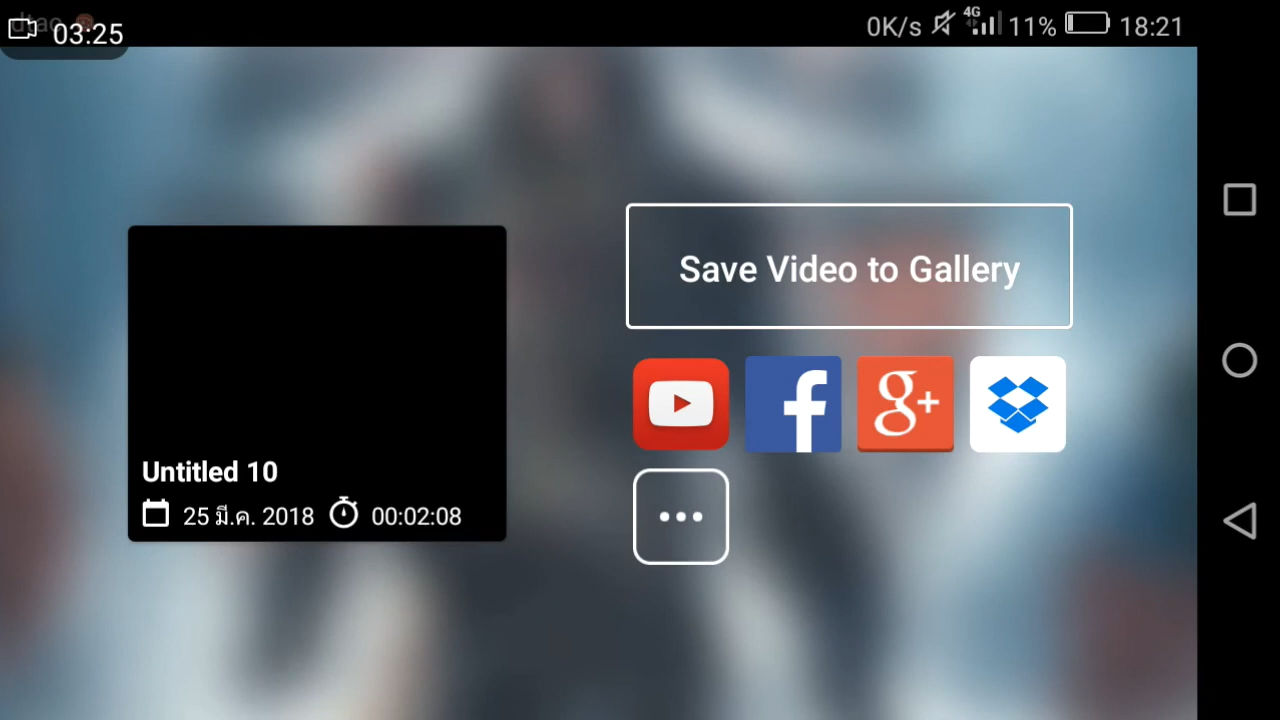 dtac
03:25
0K/s 4G 11% 18:21
Save Video to Gallery
f g+
Untitled 10
25 มี.ค. 2018 00:02:08